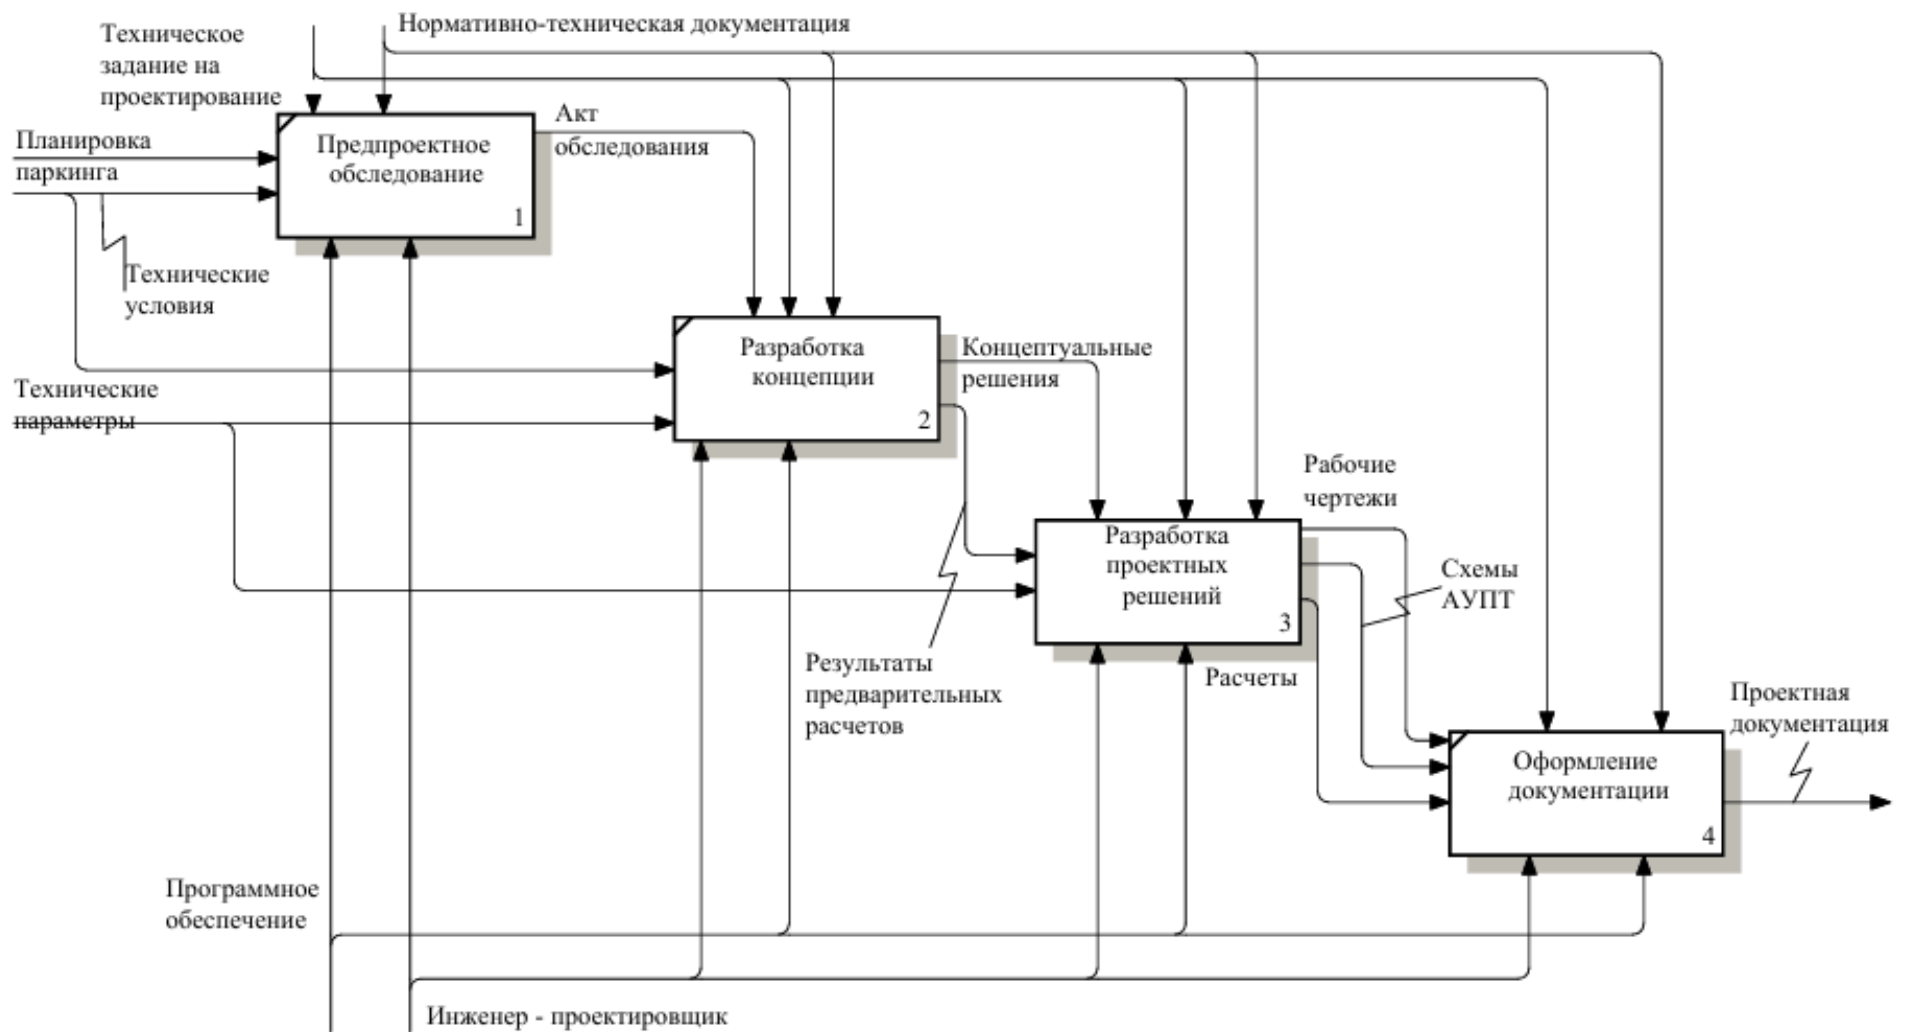 Нормативно-техническая документация
Техническое
задание на
проектирование
Планировка
паркинга
Предпроектное
обследование
1
Акт
обследования
Технические
условия
Технические
параметры
Разработка
концепции
2
Концептуальные
решения
Рабочие
чертежи
Разработка
проектных
решений
3
Схемы
АУПТ
Результаты
предварительных
расчетов
Расчеты
Проектная
документация
Оформление
документации
4
Программное
обеспечение
Инженер - проектировщик